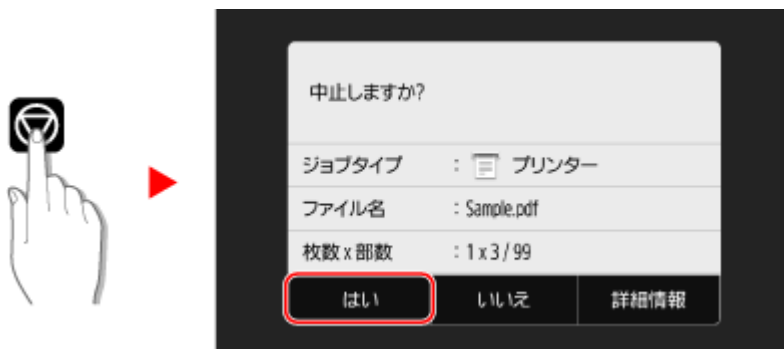 中止しますか?
ジョブタイプ : プリンター
ファイル名 : Sample.pdf
枚数 x 部数 : 1 x 3 / 99
はい いいえ 詳細情報